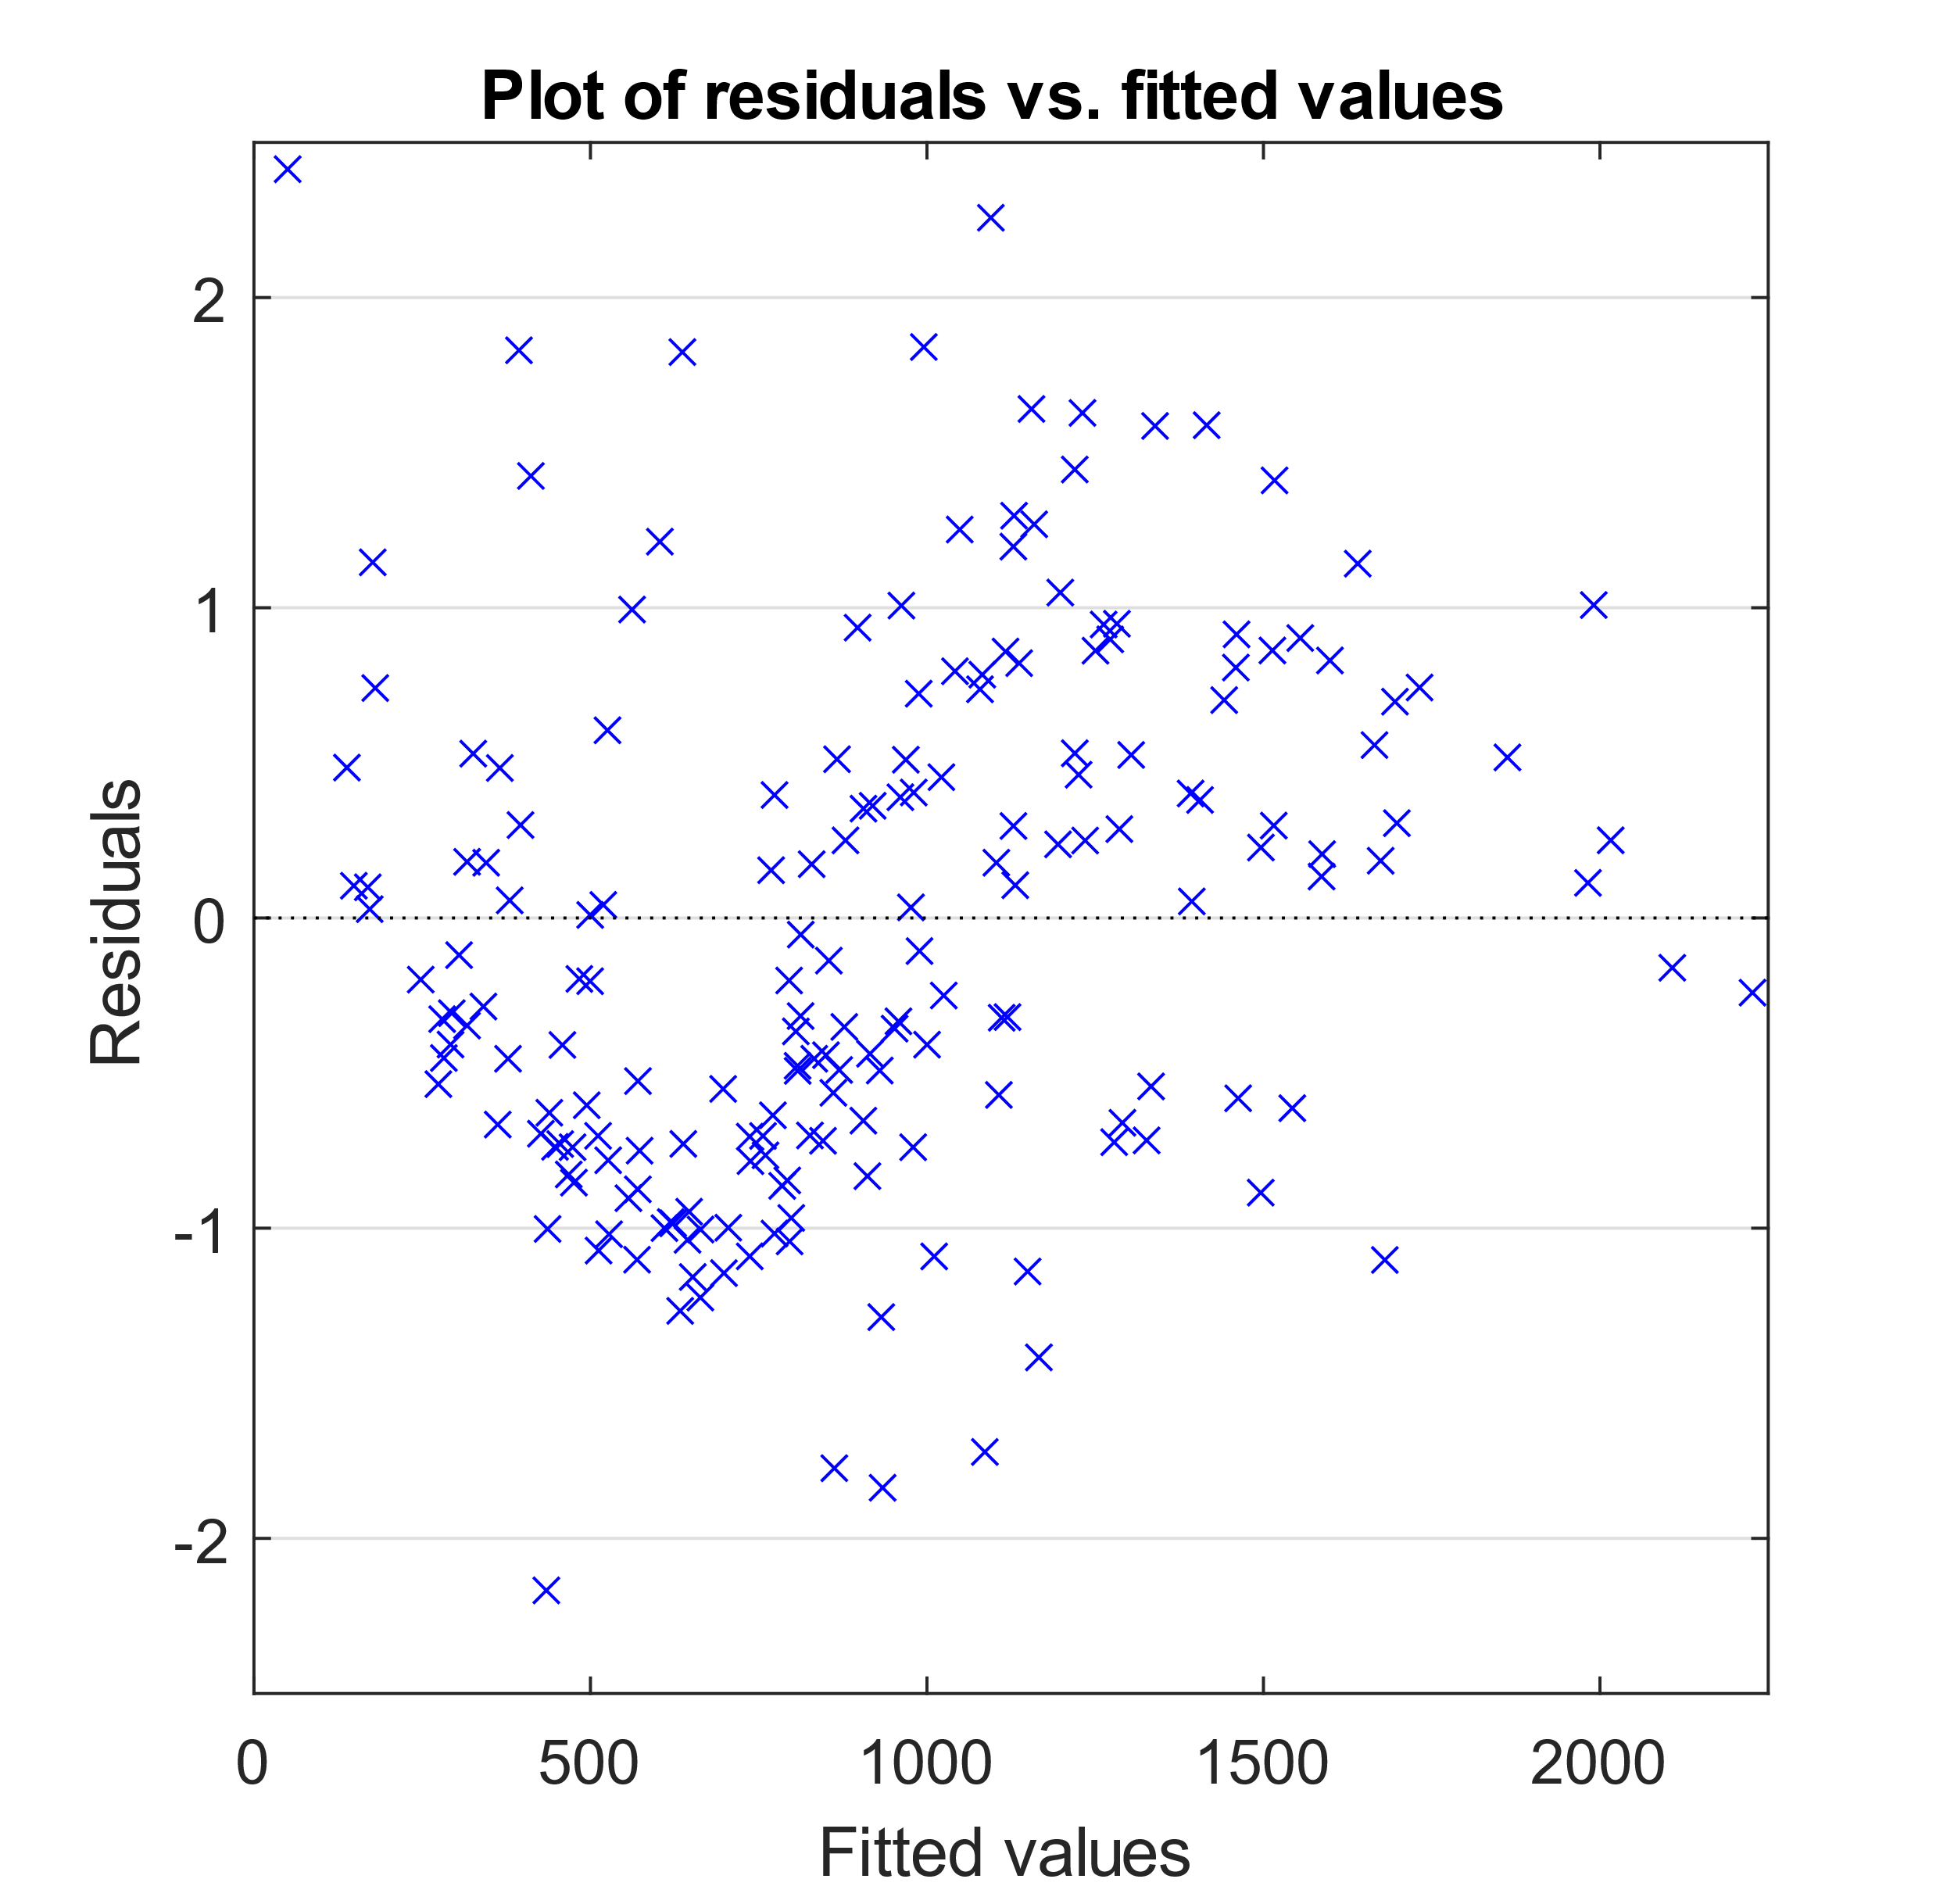 Plot of residuals vs. fitted values
2
1
0
-1
-2
Residuals
0 500 1000 1500 2000
Fitted values